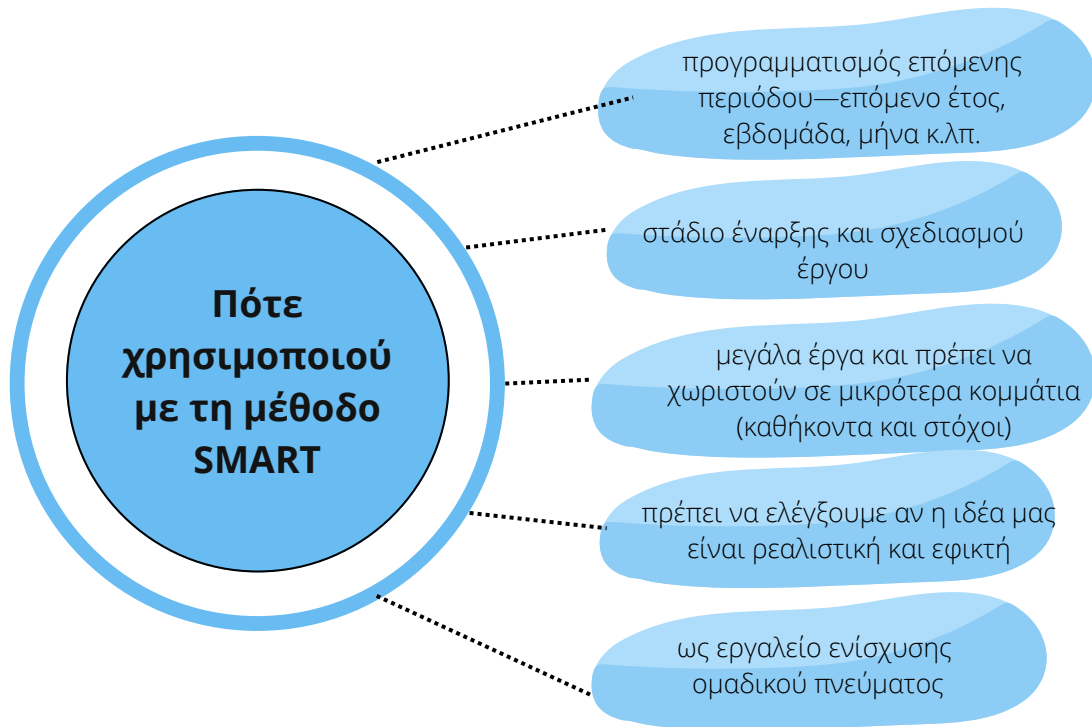 Πότε
χρησιμοποιού
με τη μέθοδο
SMART
προγραμματισμός επόμενης
περιόδου—επόμενο έτος,
εβδομάδα, μήνα κ.λπ.
στάδιο έναρξης και σχεδιασμού
έργου
μεγάλα έργα και πρέπει να
χωριστούν σε μικρότερα κομμάτια
(καθήκοντα και στόχοι)
πρέπει να ελέγξουμε αν η ιδέα μας
είναι ρεαλιστική και εφικτή
ως εργαλείο ενίσχυσης
ομαδικού πνεύματος